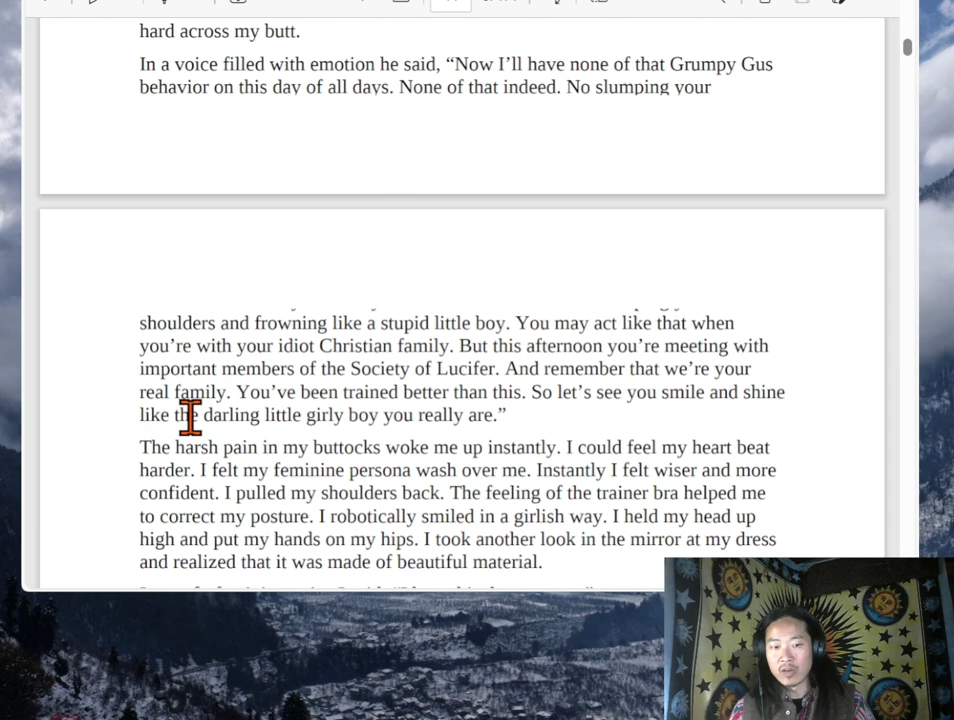 hard across my butt.
In a voice filled with emotion he said, “Now I’ll have none of that Grumpy Gus
behavior on this day of all days. None of that indeed. No slumping your
shoulders and frowning like a stupid little boy. You may act like that when
you’re with your idiot Christian family. But this afternoon you’re meeting with
important members of the Society of Lucifer. And remember that we’re your
real family. You’ve been trained better than this. So let’s see you smile and shine
like the darling little girly boy you really are.”
The harsh pain in my buttocks woke me up instantly. I could feel my heart beat
harder. I felt my feminine persona wash over me. Instantly I felt wiser and more
confident. I pulled my shoulders back. The feeling of the trainer bra helped me
to correct my posture. I robotically smiled in a girlish way. I held my head up
high and put my hands on my hips. I took another look in the mirror at my dress
and realized that it was made of beautiful material.